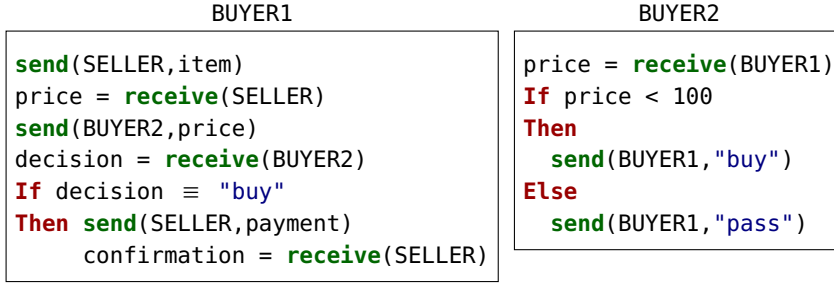 BUYER1
send(SELLER,item)
price = receive(SELLER)
send(BUYER2,price)
decision = receive(BUYER2)
If decision ≡ "buy"
Then send(SELLER,payment)
confirmation = receive(SELLER)
BUYER2
price = receive(BUYER1)
If price < 100
Then
send(BUYER1,"buy")
Else
send(BUYER1,"pass")